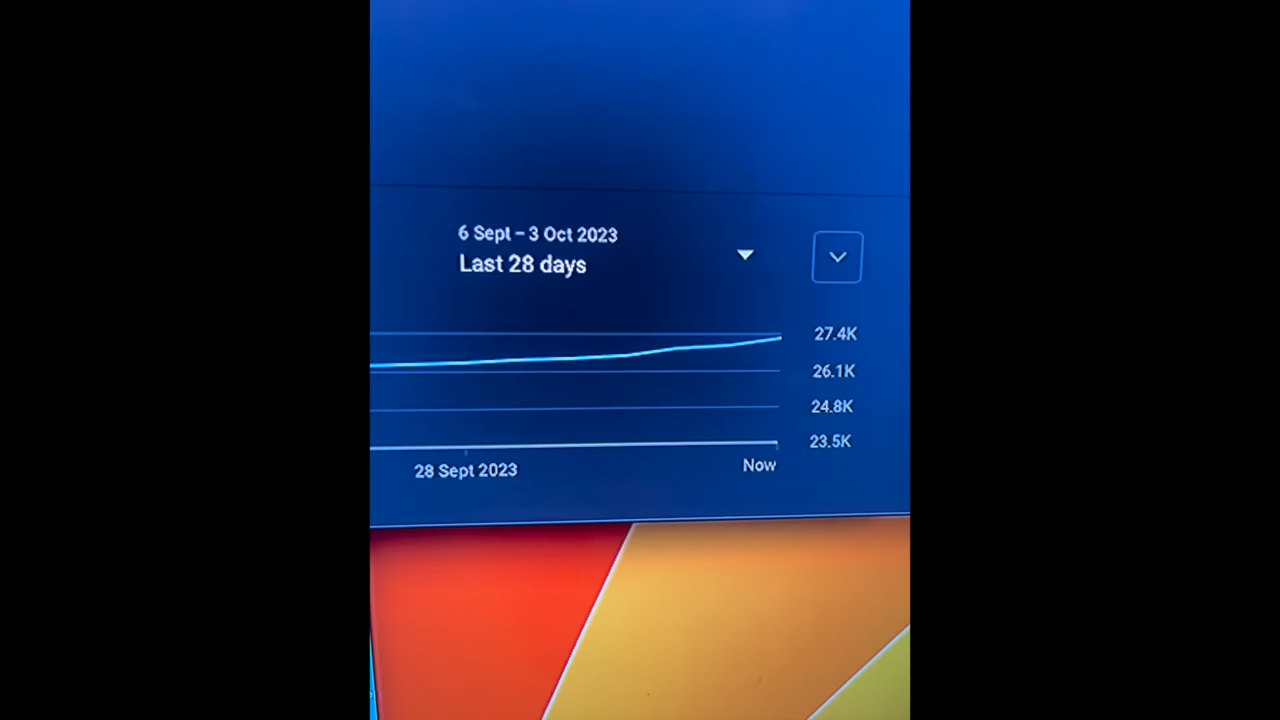 6 Sept – 3 Oct 2023
Last 28 days
27.4K
26.1K
24.8K
23.5K
28 Sept 2023
Now